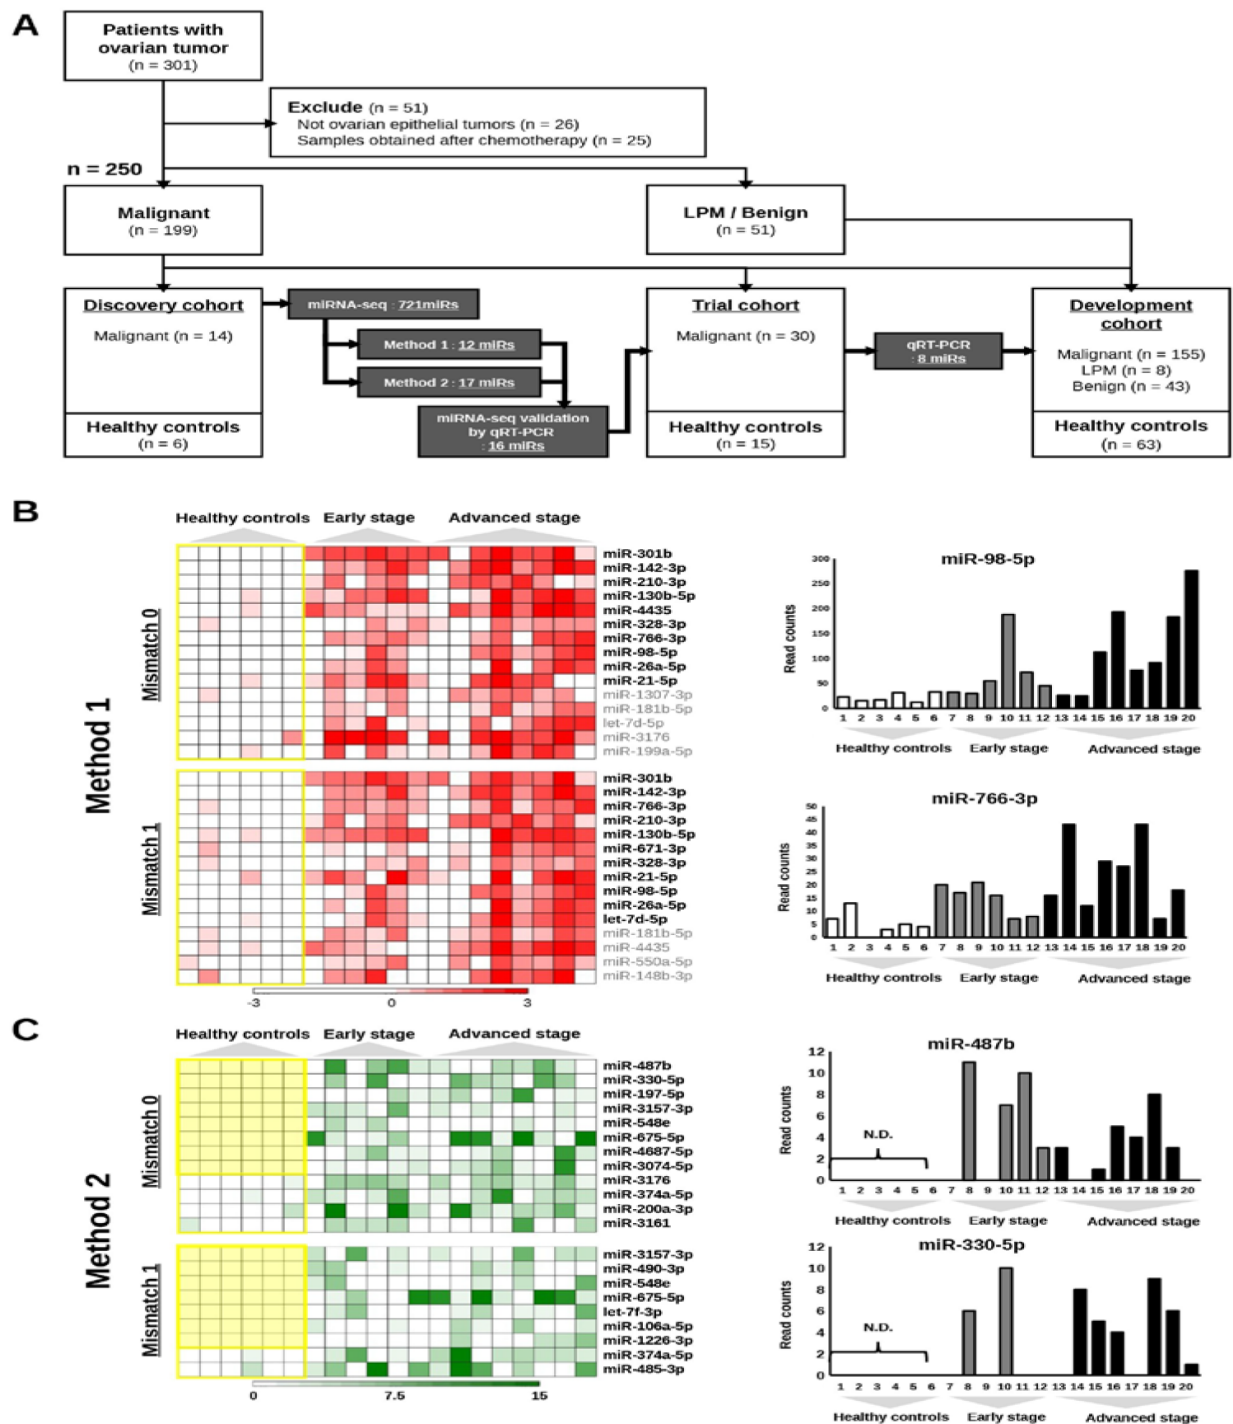 A
Patients with
ovarian tumor
(n = 301)
Exclude (n = 51)
Not ovarian epithelial tumors (n = 26)
Samples obtained after chemotherapy (n = 25)
n = 250
Malignant
(n = 199)
LPM / Benign
(n = 51)
Discovery cohort
Malignant (n = 14)
Healthy controls
(n = 6)
miRNA-seq : 721miRs
Method 1 : 12 miRs
Method 2 : 17 miRs
miRNA-seq validation
by qRT-PCR
: 16 miRs
Trial cohort
Malignant (n = 30)
Healthy controls
(n = 15)
qRT-PCR
: 8 miRs
Development
cohort
Malignant (n = 155)
LPM (n = 8)
Benign (n = 43)
Healthy controls
(n = 63)
B
Method 1
Healthy controls Early stage Advanced stage
Mismatch 0
miR-301b
miR-142-3p
miR-210-3p
miR-130b-5p
miR-4435
miR-328-3p
miR-766-3p
miR-98-5p
miR-26a-5p
miR-21-5p
miR-1307-3p
miR-181b-5p
let-7d-5p
miR-3176
miR-199a-5p
Mismatch 1
miR-301b
miR-142-3p
miR-766-3p
miR-210-3p
miR-130b-5p
miR-671-3p
miR-328-3p
miR-21-5p
miR-98-5p
miR-26a-5p
let-7d-5p
miR-181b-5p
miR-4435
miR-550a-5p
miR-148b-3p
-3 0 3
miR-98-5p
Read counts
300
250
200
150
100
50
0
1 2 3 4 5 6 7 8 9 10 11 12 13 14 15 16 17 18 19 20
Healthy controls Early stage Advanced stage
miR-766-3p
Read counts
50
45
40
35
30
25
20
15
10
5
0
1 2 3 4 5 6 7 8 9 10 11 12 13 14 15 16 17 18 19 20
Healthy controls Early stage Advanced stage
C
Method 2
Healthy controls Early stage Advanced stage
Mismatch 0
miR-487b
miR-330-5p
miR-197-5p
miR-3157-3p
miR-548e
miR-675-5p
miR-4687-5p
miR-3074-5p
miR-3176
miR-374a-5p
miR-200a-3p
miR-3161
Mismatch 1
miR-3157-3p
miR-490-3p
miR-548e
miR-675-5p
let-7f-3p
miR-106a-5p
miR-1226-3p
miR-374a-5p
miR-485-3p
0 7.5 15
miR-487b
Read counts
12
10
8
6
4
2
0
N.D.
1 2 3 4 5 6 7 8 9 10 11 12 13 14 15 16 17 18 19 20
Healthy controls Early stage Advanced stage
miR-330-5p
Read counts
12
10
8
6
4
2
0
N.D.
1 2 3 4 5 6 7 8 9 10 11 12 13 14 15 16 17 18 19 20
Healthy controls Early stage Advanced stage